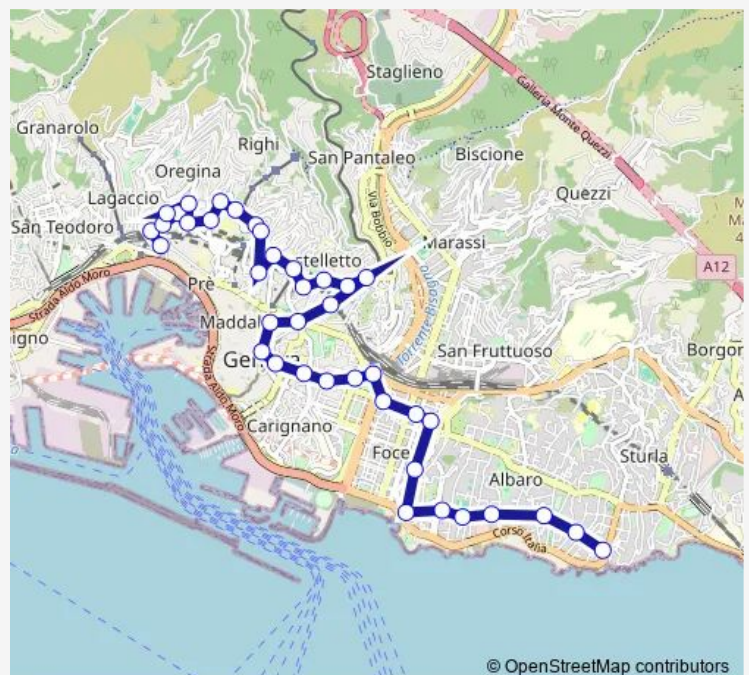 Staglieno
Galleria Monte Quezzi
Granarolo
Righi
San Pantaleo
Biscione
Oregina
Quezzi
Lagaccio
Via Bobbio
San Teodoro
Marassi
stelletto
A12
Prè
Strada Aldo Moro
Torrente Bisagno
Maddal
igno
San Fruttuoso
Borgor
Strada Aldo Moro
Carignano
Foce
Sturla
Albaro
Corso Italia
© OpenStreetMap contributors